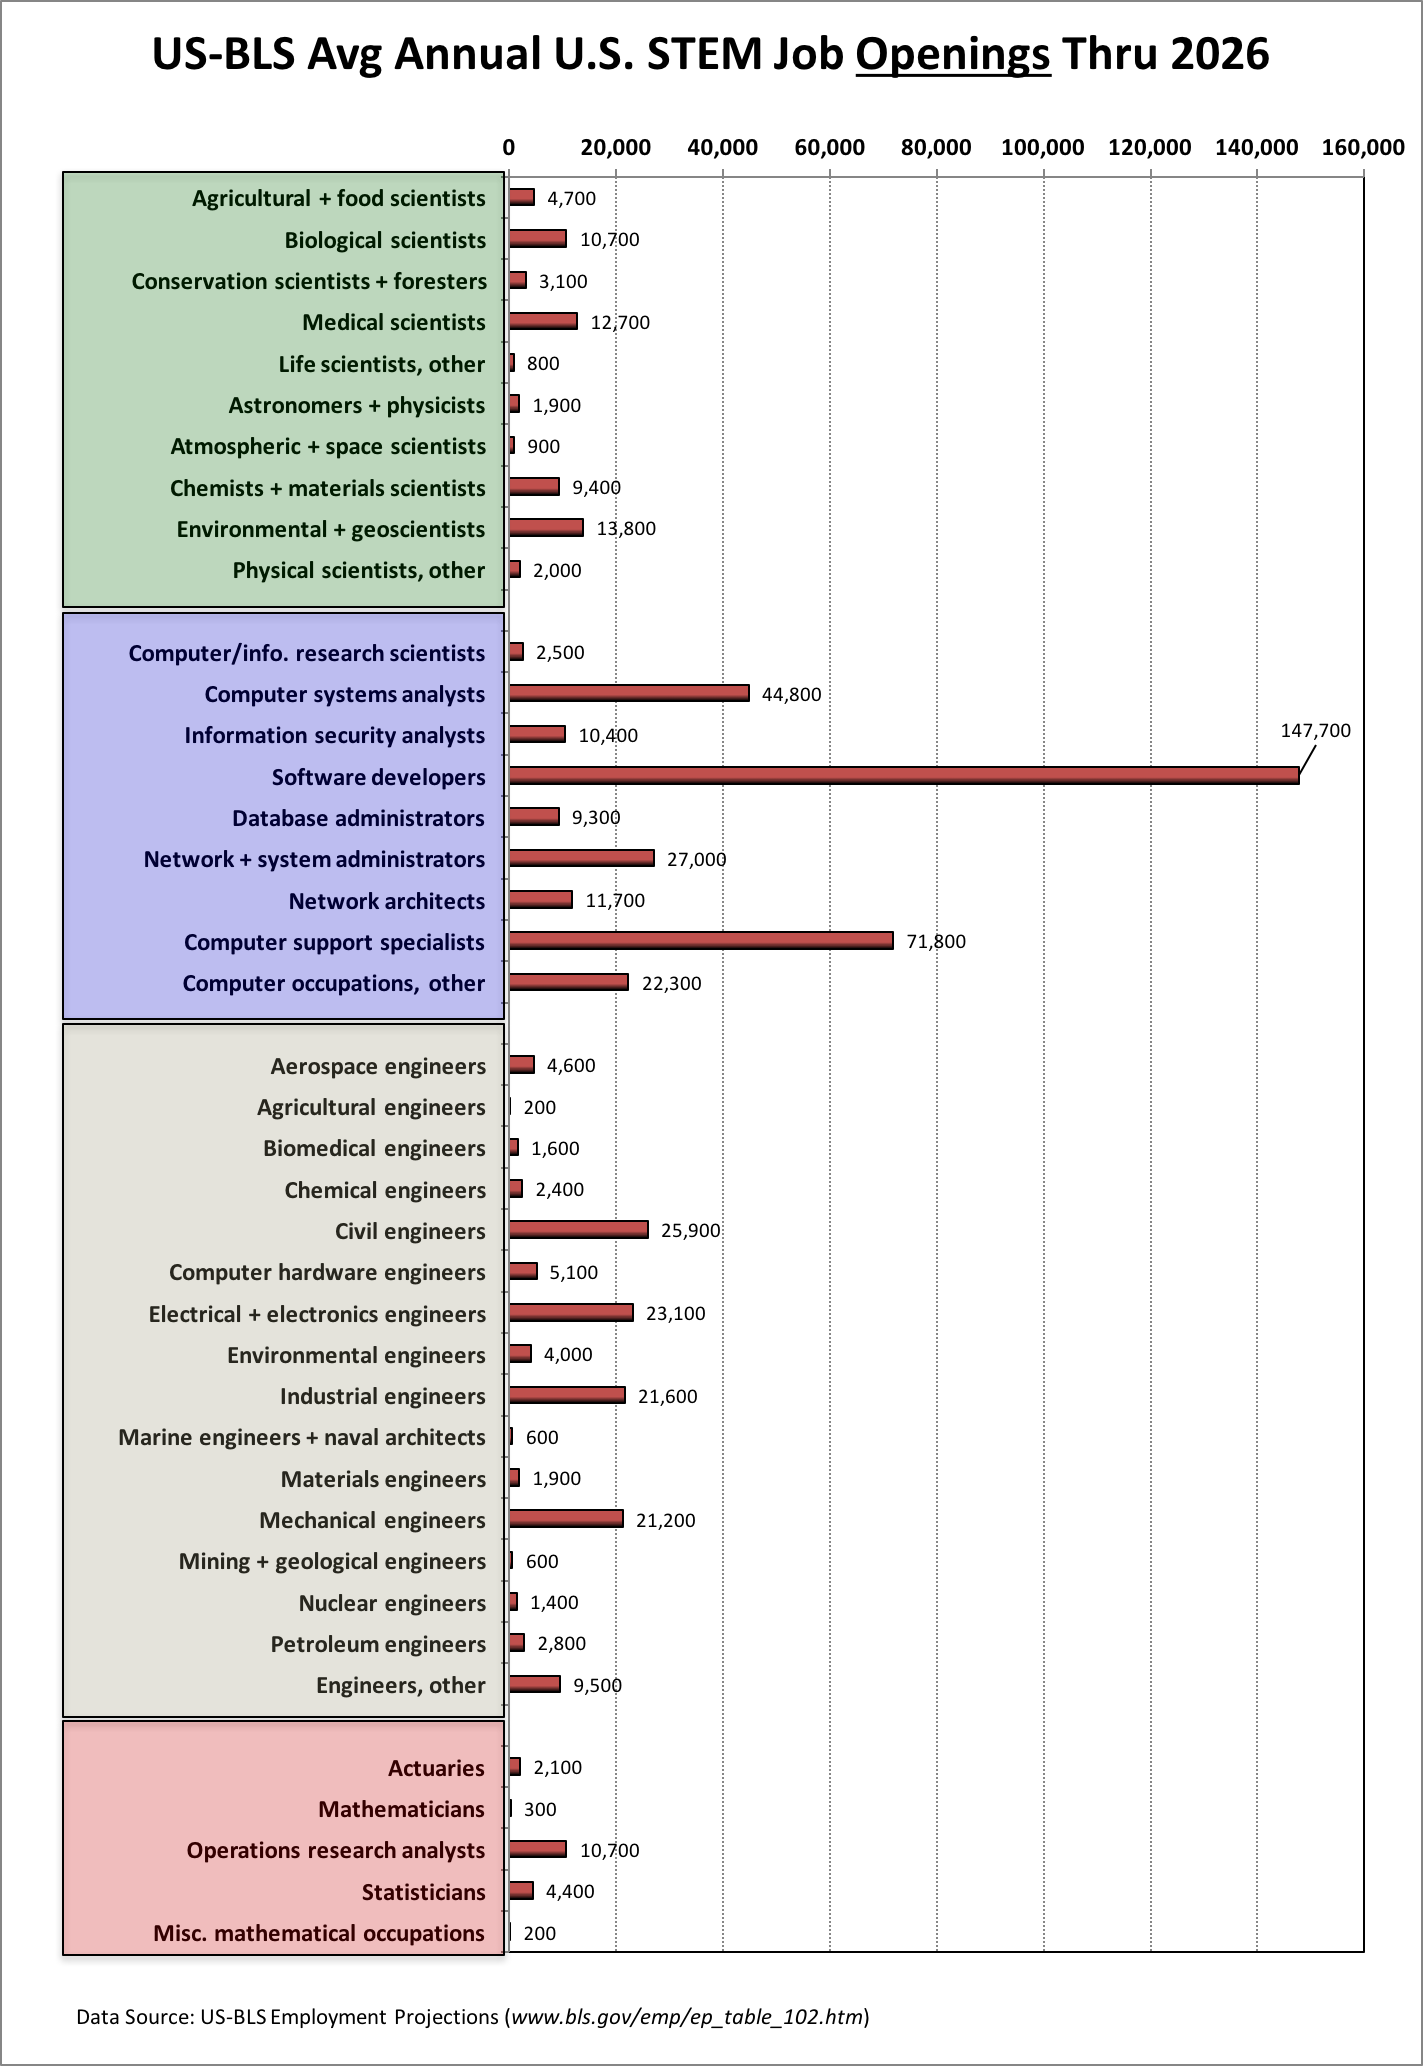 US-BLS Avg Annual U.S. STEM Job Openings Thru 2026
0 20,000 40,000 60,000 80,000 100,000 120,000 140,000 160,000
Agricultural + food scientists 4,700
Biological scientists 10,700
Conservation scientists + foresters 3,100
Medical scientists 12,700
Life scientists, other 800
Astronomers + physicists 1,900
Atmospheric + space scientists 900
Chemists + materials scientists 9,400
Environmental + geoscientists 13,800
Physical scientists, other 2,000
Computer/info. research scientists 2,500
Computer systems analysts 44,800
Information security analysts 10,400
Software developers 147,700
Database administrators 9,300
Network + system administrators 27,000
Network architects 11,700
Computer support specialists 71,800
Computer occupations, other 22,300
Aerospace engineers 4,600
Agricultural engineers 200
Biomedical engineers 1,600
Chemical engineers 2,400
Civil engineers 25,900
Computer hardware engineers 5,100
Electrical + electronics engineers 23,100
Environmental engineers 4,000
Industrial engineers 21,600
Marine engineers + naval architects 600
Materials engineers 1,900
Mechanical engineers 21,200
Mining + geological engineers 600
Nuclear engineers 1,400
Petroleum engineers 2,800
Engineers, other 9,500
Actuaries 2,100
Mathematicians 300
Operations research analysts 10,700
Statisticians 4,400
Misc. mathematical occupations 200
Data Source: US-BLS Employment Projections (www.bls.gov/emp/ep_table_102.htm)